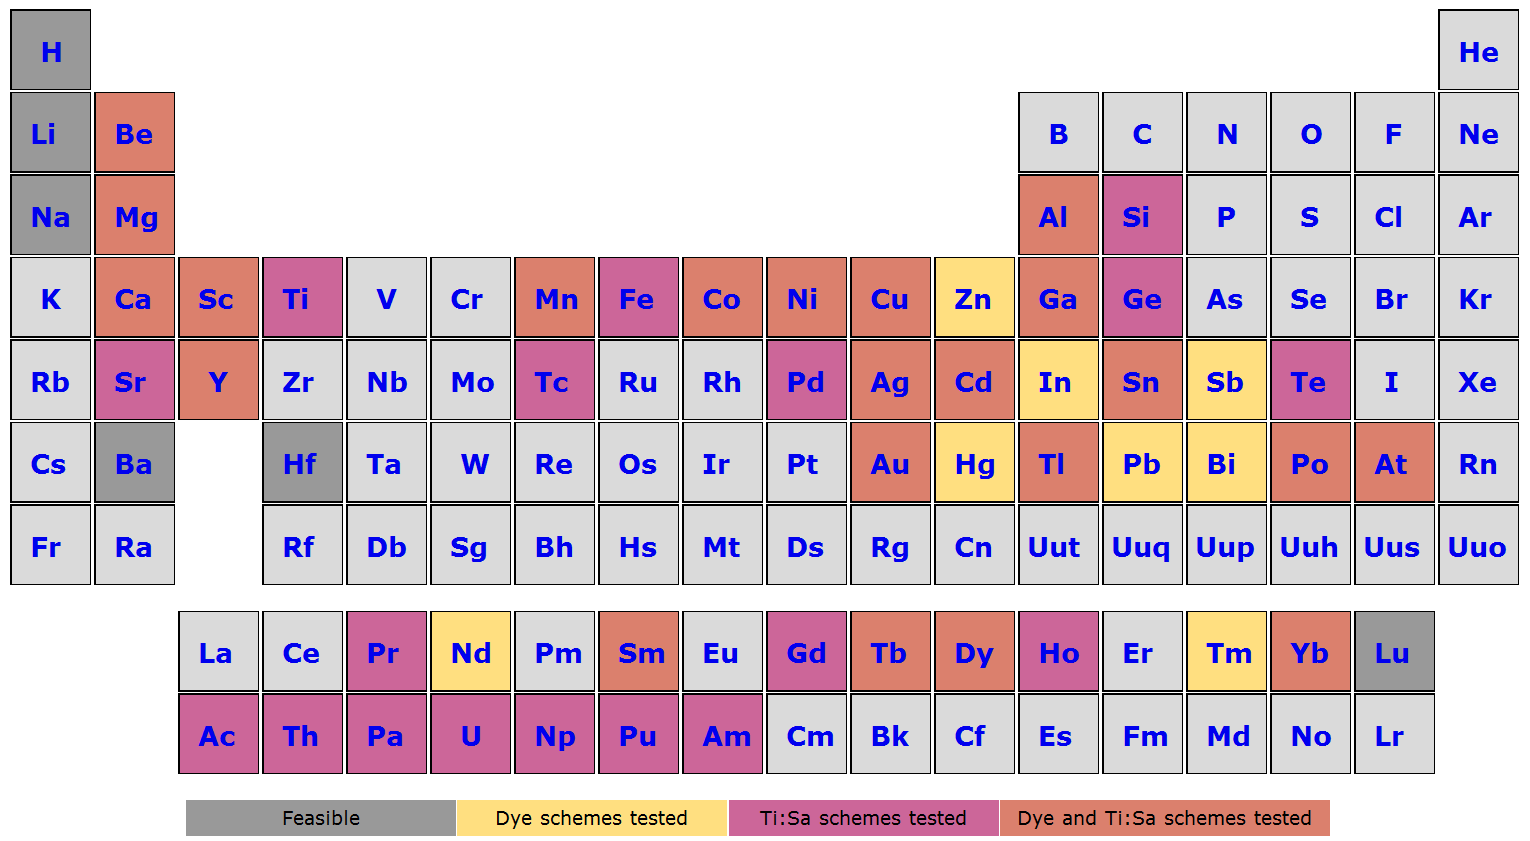 H He
Li Be B C N O F Ne
Na Mg Al Si P S Cl Ar
K Ca Sc Ti V Cr Mn Fe Co Ni Cu Zn Ga Ge As Se Br Kr
Rb Sr Y Zr Nb Mo Tc Ru Rh Pd Ag Cd In Sn Sb Te I Xe
Cs Ba Hf Ta W Re Os Ir Pt Au Hg Tl Pb Bi Po At Rn
Fr Ra Rf Db Sg Bh Hs Mt Ds Rg Cn Uut Uuq Uup Uuh Uus Uuo
La Ce Pr Nd Pm Sm Eu Gd Tb Dy Ho Er Tm Yb Lu
Ac Th Pa U Np Pu Am Cm Bk Cf Es Fm Md No Lr
Feasible Dye schemes tested Ti:Sa schemes tested Dye and Ti:Sa schemes tested